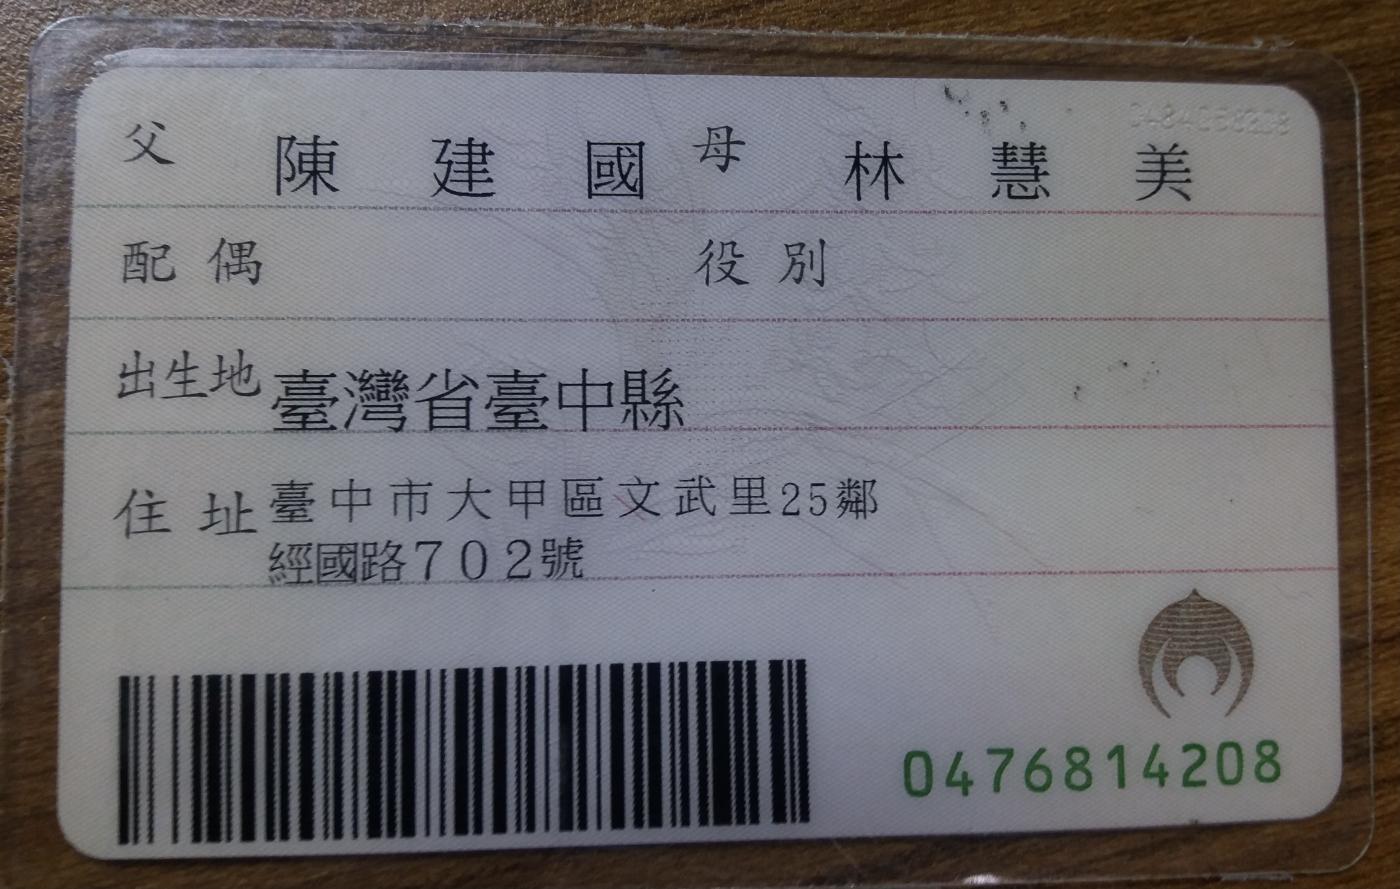 父 陳建國 母 林慧美
配偶 役別
出生地 臺灣省臺中縣
住址 臺中市大甲區文武里25鄰
經國路702號
0476814208